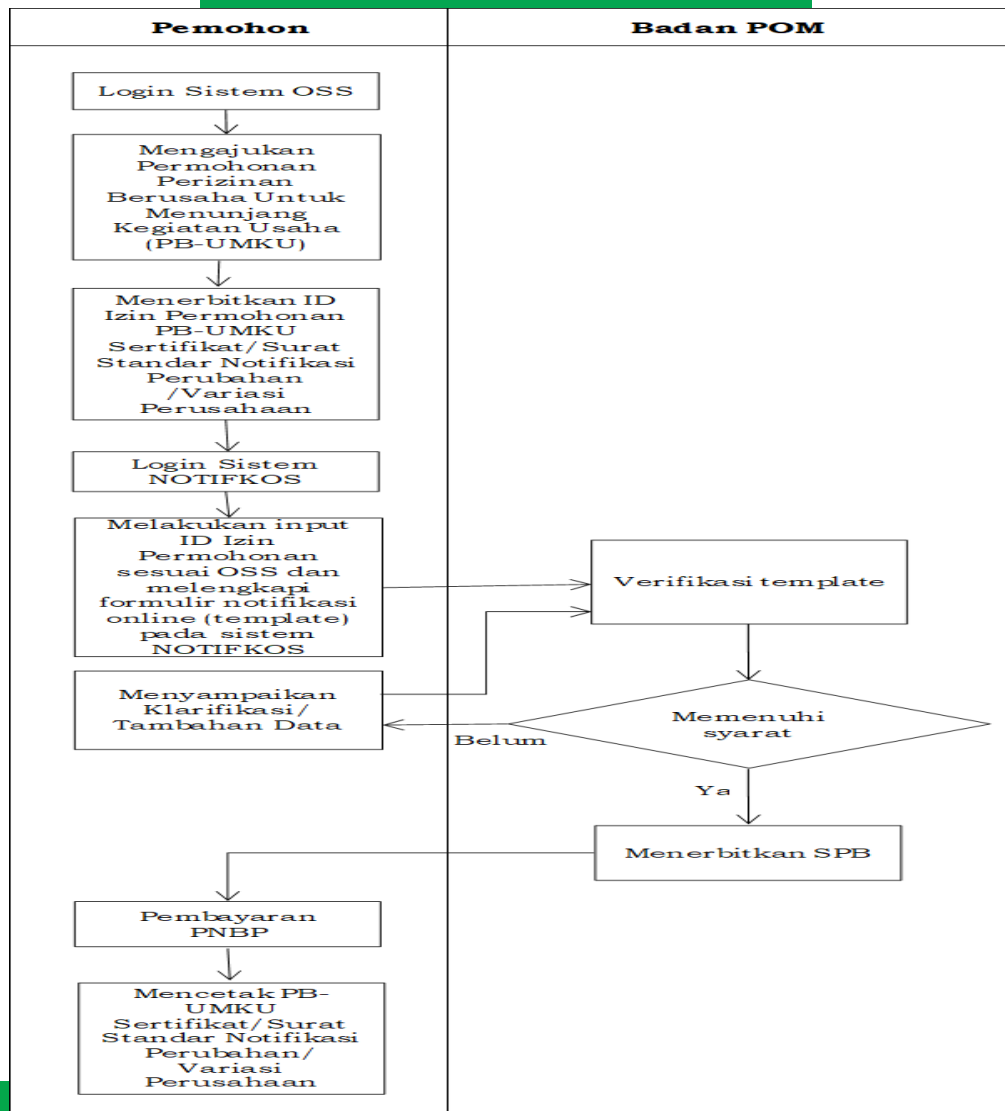 Pemohon
Badan POM
Login Sistem OSS
Mengajukan
Permohonan
Perizinan
Berusaha Untuk
Menunjang
Kegiatan Usaha
(PB-UMKU)
Menerbitkan ID
Izin Permohonan
PB-UMKU
Sertifikat/Surat
Standar Notifikasi
Perubahan
/Variasi
Perusahaan
Login Sistem
NOTIFKOS
Melakukan input
ID Izin
Permohonan
sesuai OSS dan
melengkapi
formulir notifikasi
online (template)
pada sistem
NOTIFKOS
Verifikasi template
Menyampaikan
Klarifikasi/
Tambahan Data
Memenuhi
syarat
Belum
Ya
Menerbitkan SPB
Pembayaran
PNBP
Mencetak PB-
UMKU
Sertifikat/Surat
Standar Notifikasi
Perubahan/
Variasi
Perusahaan